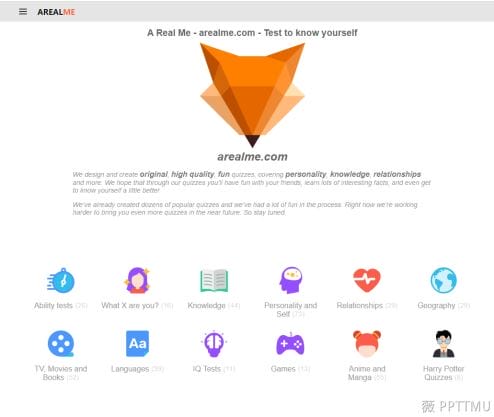 AREALME
A Real Me - arealme.com - Test to know yourself
arealme.com
We design and create original, high quality, fun quizzes, covering personality, knowledge, relationships
and more. We hope that through our quizzes you'll have fun with your friends, learn lots of interesting facts, and even get
to know yourself a little better
We've already created dozens of popular quizzes and we've had a lot of fun in the process. Right now we're working
harder to bring you even more quizzes in the near future. So stay tuned.
Ability tests (26)
What X are you? (16)
Knowledge (44)
Personality and
Self (73)
Relationships (29)
Geography (29)
Aa
TV, Movies and
Books (52)
Languages (39)
IQ Tests (11)
Games (13)
Anime and
Manga (55)
Harry Potter
Quizzes (6)
薇 PPTTMU